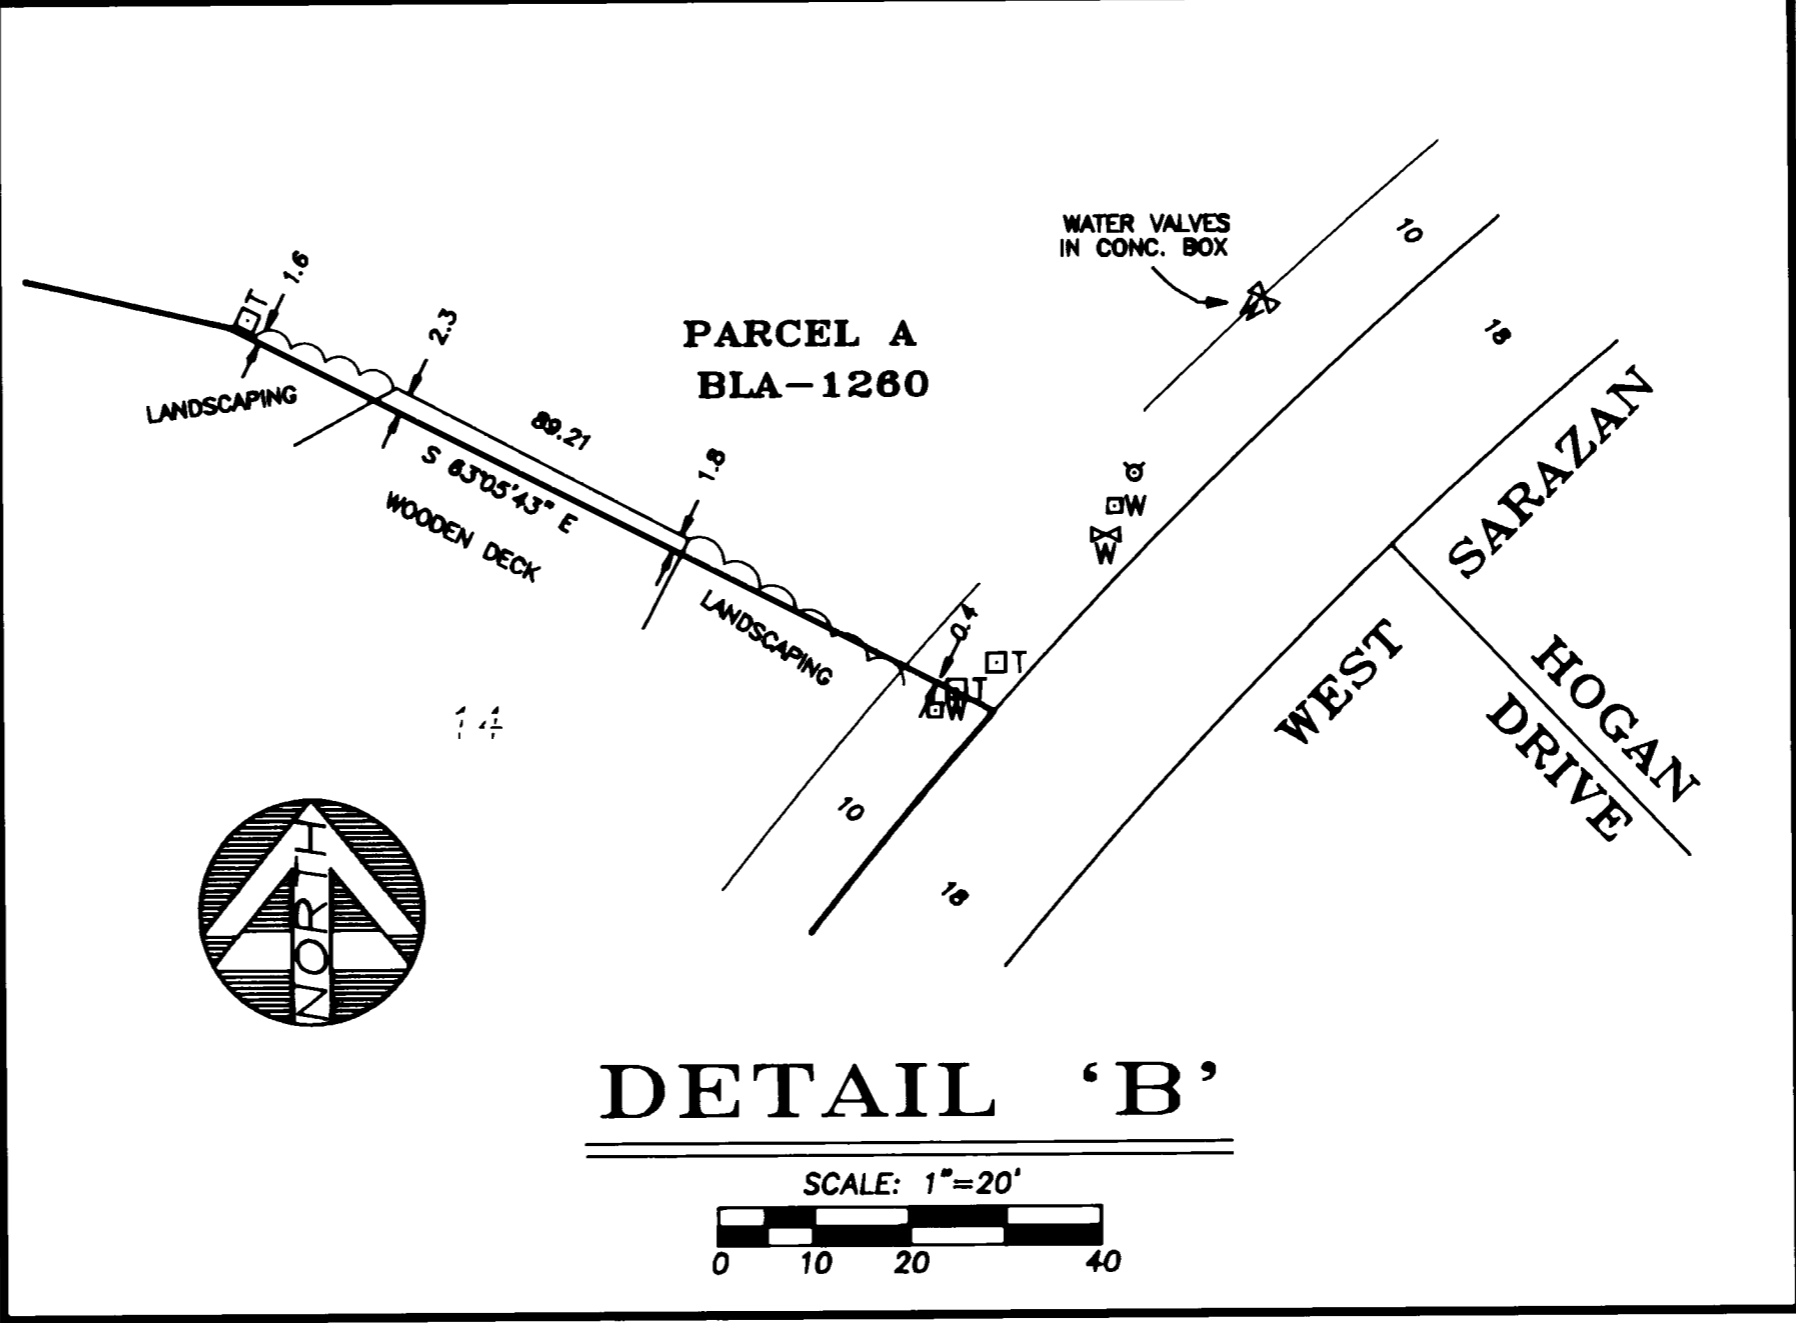 WATER VALVES
IN CONC. BOX
10
18
1.6
T
2.3
PARCEL A
BLA-1260
LANDSCAPING
89.21
S 63°05'43" E
WOODEN DECK
1.8
LANDSCAPING
W
W
W
0.4
T
T
W
SARAZAN
WEST
HOGAN
DRIVE
14
10
18
NORTH
DETAIL 'B'
SCALE: 1"=20'
0 10 20 40